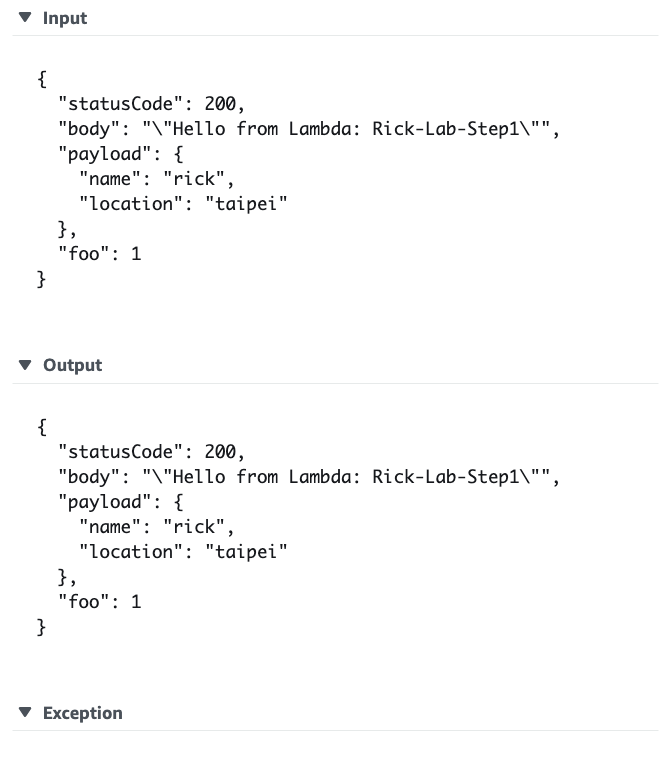 Input
{
  "statusCode": 200,
  "body": "\"Hello from Lambda: Rick-Lab-Step1\"",
  "payload": {
    "name": "rick",
    "location": "taipei"
  },
  "foo": 1
}
Output
{
  "statusCode": 200,
  "body": "\"Hello from Lambda: Rick-Lab-Step1\"",
  "payload": {
    "name": "rick",
    "location": "taipei"
  },
  "foo": 1
}
Exception